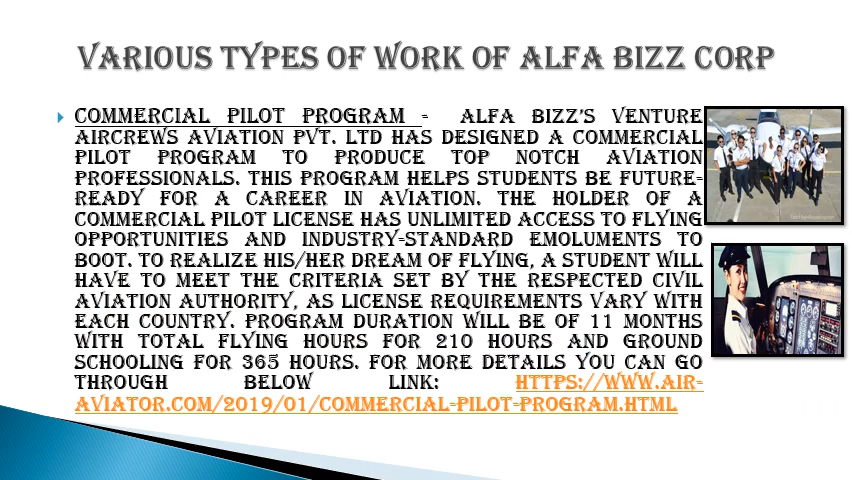 VARIOUS TYPES OF WORK OF ALFA BIZZ CORP
COMMERCIAL PILOT PROGRAM - ALFA BIZZ'S VENTURE
AIRCREWS AVIATION PVT. LTD HAS DESIGNED A COMMERCIAL
PILOT PROGRAM TO PRODUCE TOP NOTCH AVIATION
PROFESSIONALS. THIS PROGRAM HELPS STUDENTS BE FUTURE-
READY FOR A CAREER IN AVIATION. THE HOLDER OF A
COMMERCIAL PILOT LICENSE HAS UNLIMITED ACCESS TO FLYING
OPPORTUNITIES AND INDUSTRY-STANDARD EMOLUMENTS TO
BOOT. TO REALIZE HIS/HER DREAM OF FLYING, A STUDENT WILL
HAVE TO MEET THE CRITERIA SET BY THE RESPECTED CIVIL
AVIATION AUTHORITY, AS LICENSE REQUIREMENTS VARY WITH
EACH COUNTRY. PROGRAM DURATION WILL BE OF 11 MONTHS
WITH TOTAL FLYING HOURS FOR 210 HOURS AND GROUND
SCHOOLING FOR 365 HOURS. FOR MORE DETAILS YOU CAN GO
THROUGH BELOW LINK: HTTPS://WWW.AIR-
AVIATOR.COM/2019/01/COMMERCIAL-PILOT-PROGRAM.HTML